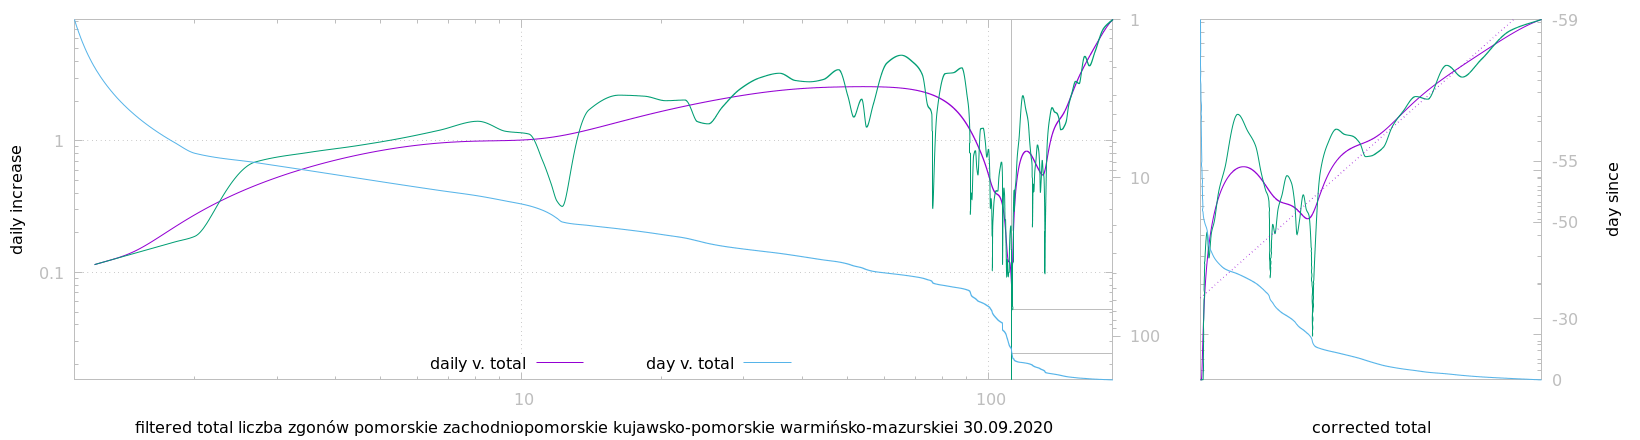 1
-59
1
-55
10
daily increase
day since
-50
0.1
-30
100
daily v. total
day v. total
0
10
100
filtered total liczba zgonów pomorskie zachodniopomorskie kujawsko-pomorskie warmińsko-mazurskiei 30.09.2020
corrected total